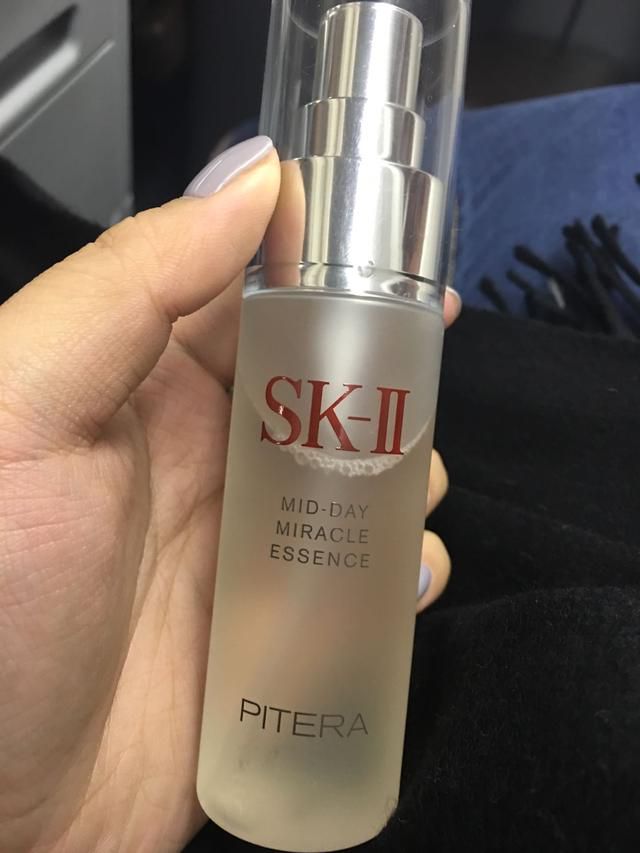 SK-II
MID-DAY
MIRACLE
ESSENCE
PITERA